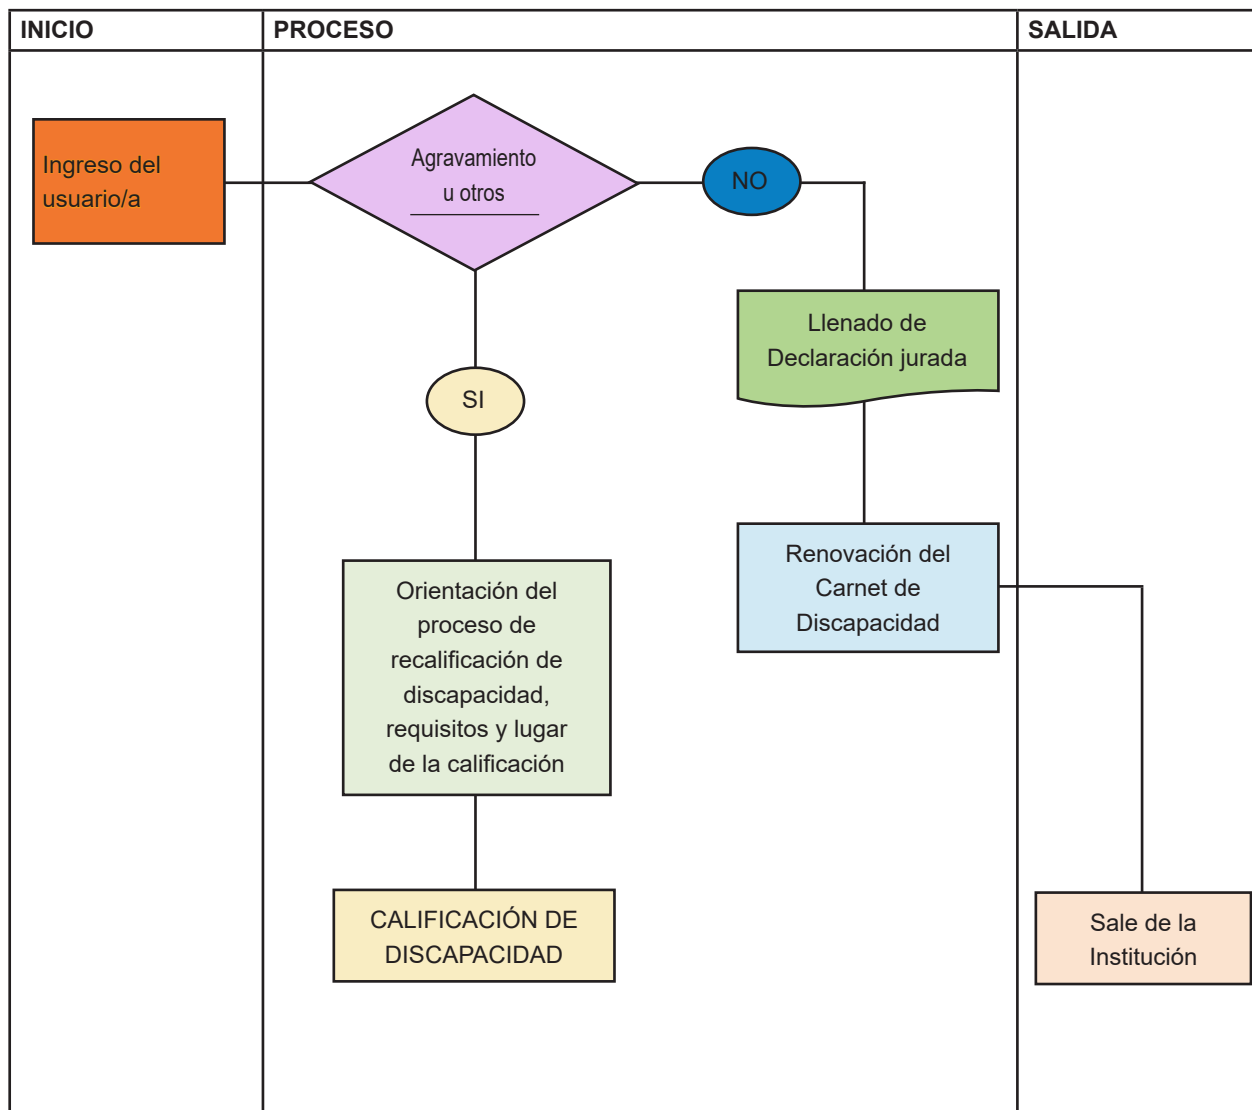 INICIO
PROCESO
SALIDA
Ingreso del
usuario/a
Agravamiento
u otros
NO
Llenado de
Declaración jurada
SI
Renovación del
Carnet de
Discapacidad
Orientación del
proceso de
recalificación de
discapacidad,
requisitos y lugar
de la calificación
CALIFICACIÓN DE
DISCAPACIDAD
Sale de la
Institución